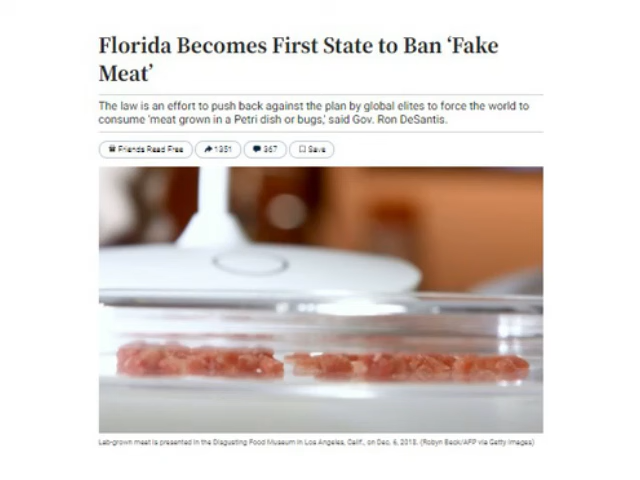 Florida Becomes First State to Ban ‘Fake
Meat’
The law is an effort to push back against the plan by global elites to force the world to
consume ‘meat grown in a Petri dish or bugs,’ said Gov. Ron DeSantis.
Friends Read Free 1351 367 Save
Lab-grown meat is presented in the Disgusting Food Museum in Los Angeles, Calif., on Dec. 6, 2018. (Robyn Beck/AFP via Getty Images)